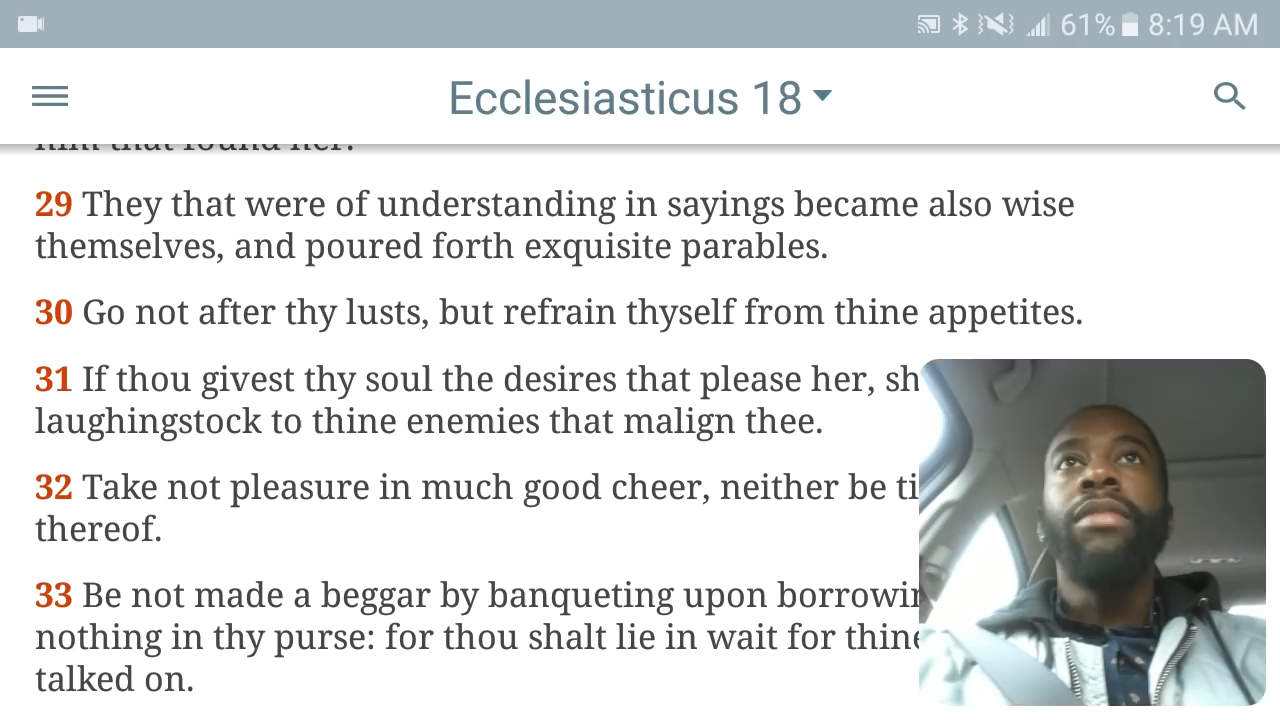 61% 8:19 AM
Ecclesiasticus 18
him that found her.
29 They that were of understanding in sayings became also wise
themselves, and poured forth exquisite parables.
30 Go not after thy lusts, but refrain thyself from thine appetites.
31 If thou givest thy soul the desires that please her,
laughingstock to thine enemies that malign thee.
32 Take not pleasure in much good cheer, neither be
thereof.
33 Be not made a beggar by banqueting upon
nothing in thy purse: for thou shalt lie in wait for
talked on.